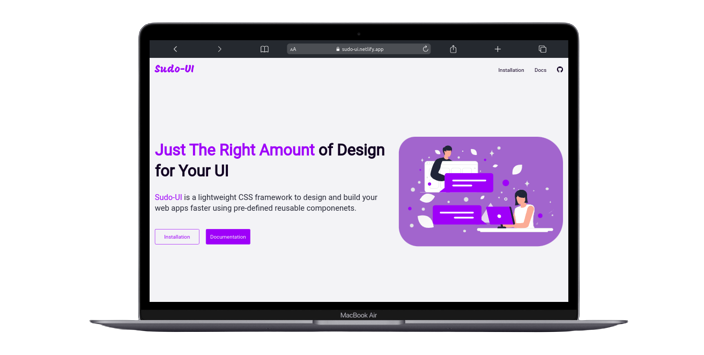 AA sudo-ui.netlify.app
Sudo-UI
Installation Docs
Just The Right Amount of Design
for Your UI
Sudo-UI is a lightweight CSS framework to design and build your
web apps faster using pre-defined reusable componenets.
Installation Documentation
MacBook Air